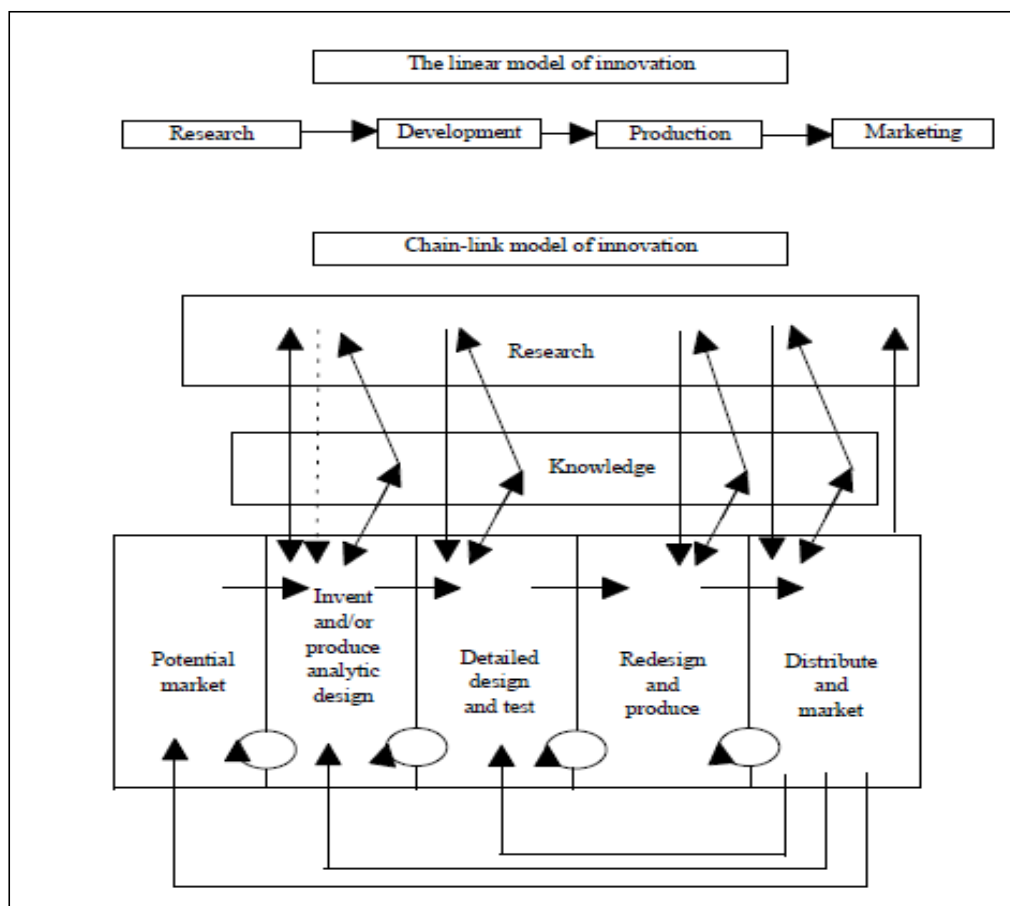 The linear model of innovation
Research
Development
Production
Marketing
Chain-link model of innovation
Research
Knowledge
Potential
market
Invent
and/or
produce
analytic
design
Detailed
design
and test
Redesign
and
produce
Distribute
and
market